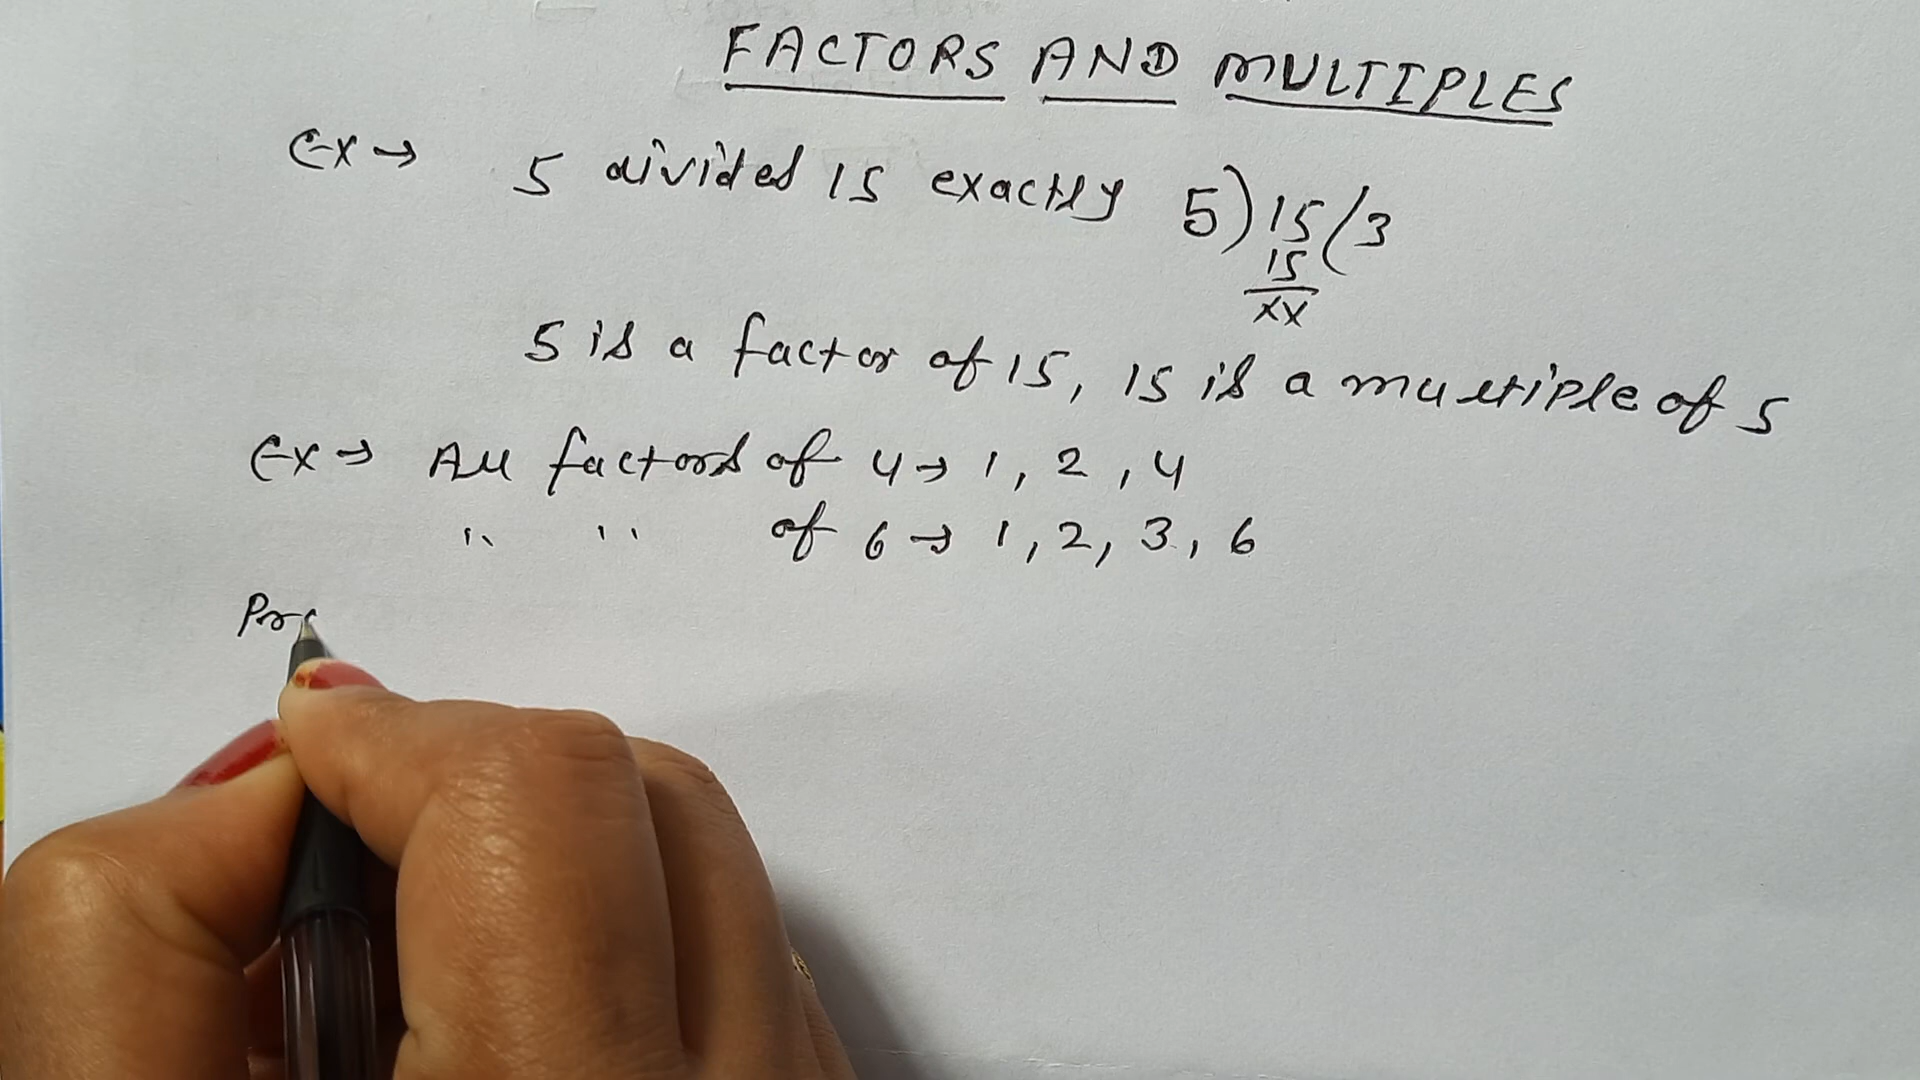 FACTORS AND MULTIPLES
Ex → 5 divided 15 exactly 5)15(3
15
xx
5 is a factor of 15, 15 is a multiple of 5
Ex → All factors of 4 → 1, 2, 4
" " of 6 → 1, 2, 3, 6
Pro